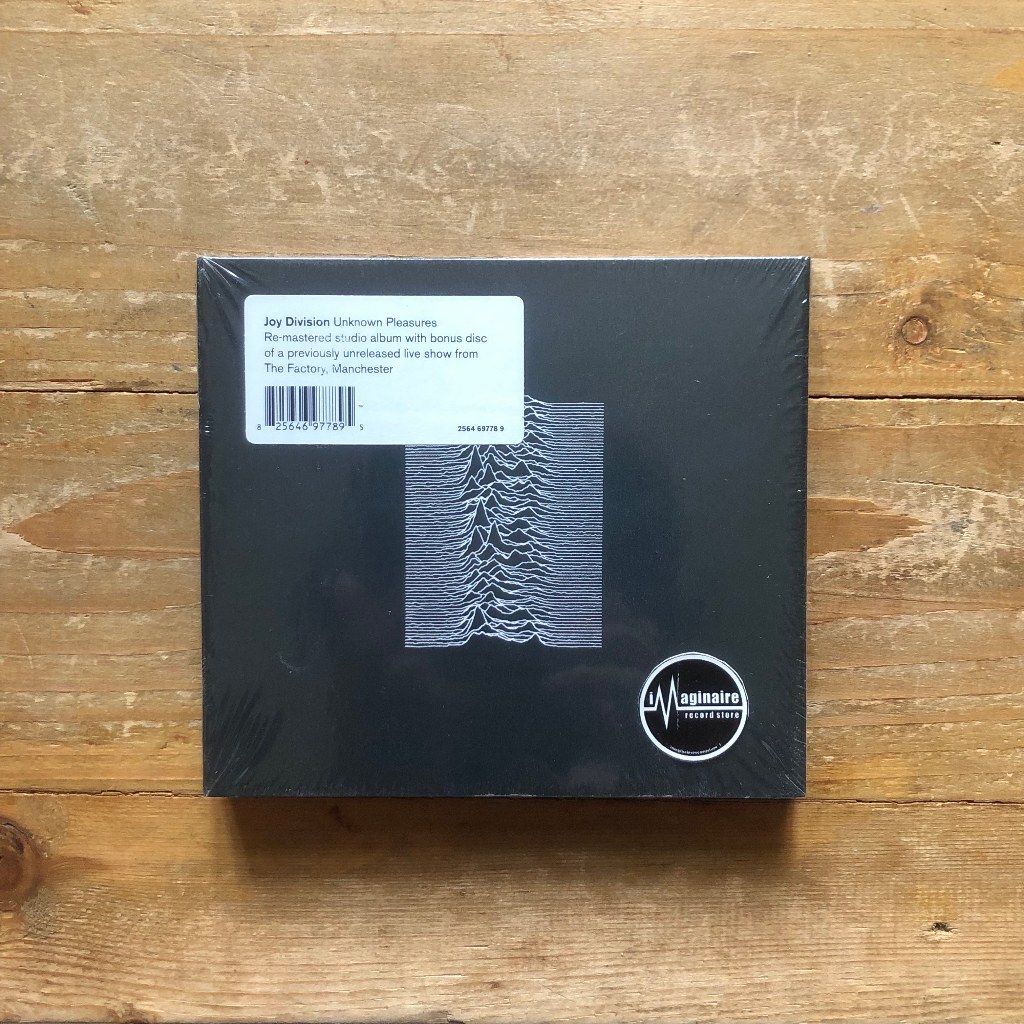 Joy Division Unknown Pleasures
Re-mastered studio album with bonus disc
of a previously unreleased live show from
The Factory, Manchester
8 25646 97789 5
2564 69778 9
iMaginaire
record store